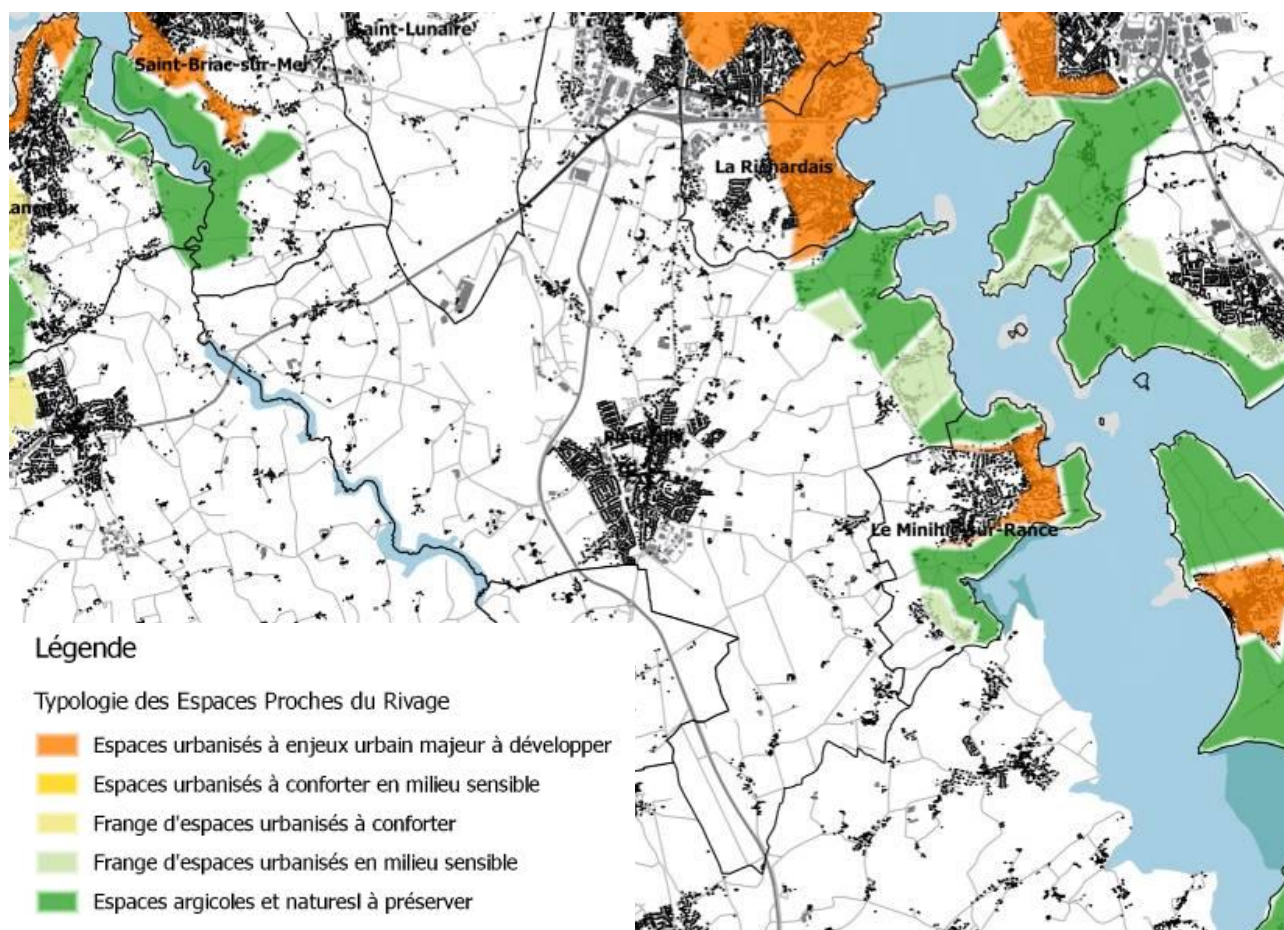 Saint-Lunaire
Saint-Briac-sur-Mer
La Richardais
Lancieux
Pleurtuit
Le Minihic-sur-Rance
Légende
Typologie des Espaces Proches du Rivage
Espaces urbanisés à enjeux urbain majeur à développer
Espaces urbanisés à conforter en milieu sensible
Frange d'espaces urbanisés à conforter
Frange d'espaces urbanisés en milieu sensible
Espaces argicoles et naturesl à préserver